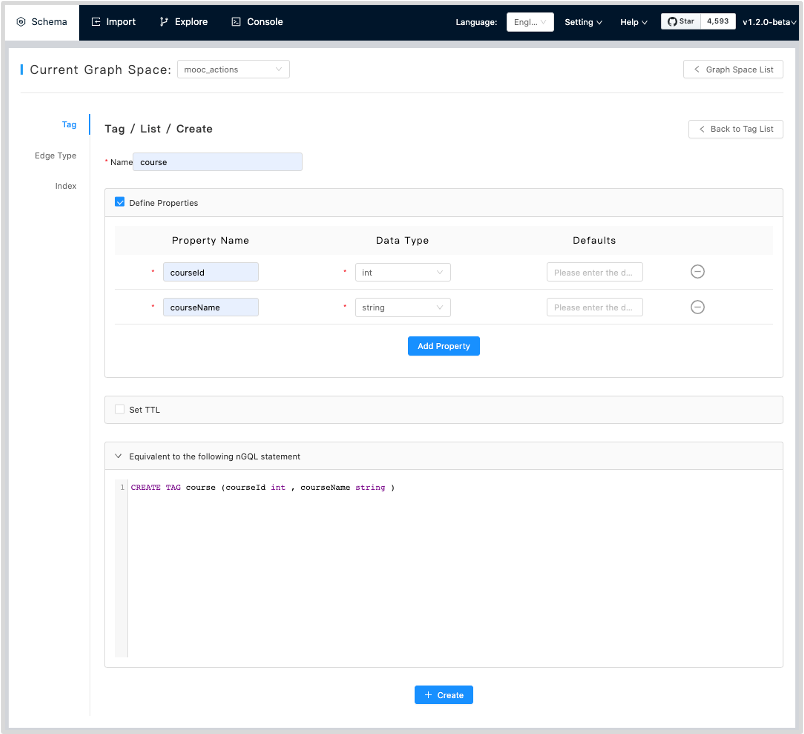 Schema Import Explore Console Language: Engl... Setting Help Star 4,593 v1.2.0-beta
Current Graph Space: mooc_actions Graph Space List
Tag
Edge Type
Index
Tag / List / Create Back to Tag List
* Name course
Define Properties
Property Name Data Type Defaults
* courseId * int Please enter the d...
* courseName * string Please enter the d...
Add Property
Set TTL
Equivalent to the following nGQL statement
1 CREATE TAG course (courseId int , courseName string )
+ Create